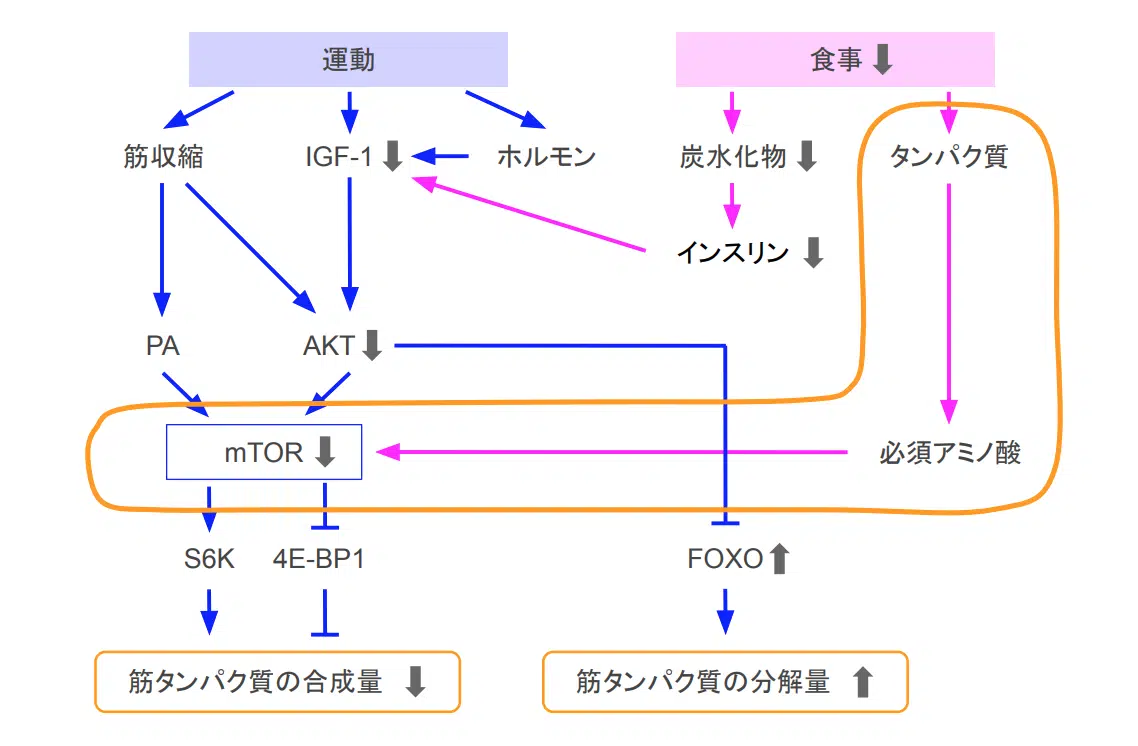 運動
食事
筋収縮
IGF-1
ホルモン
炭水化物
タンパク質
インスリン
PA
AKT
mTOR
必須アミノ酸
S6K
4E-BP1
FOXO
筋タンパク質の合成量
筋タンパク質の分解量